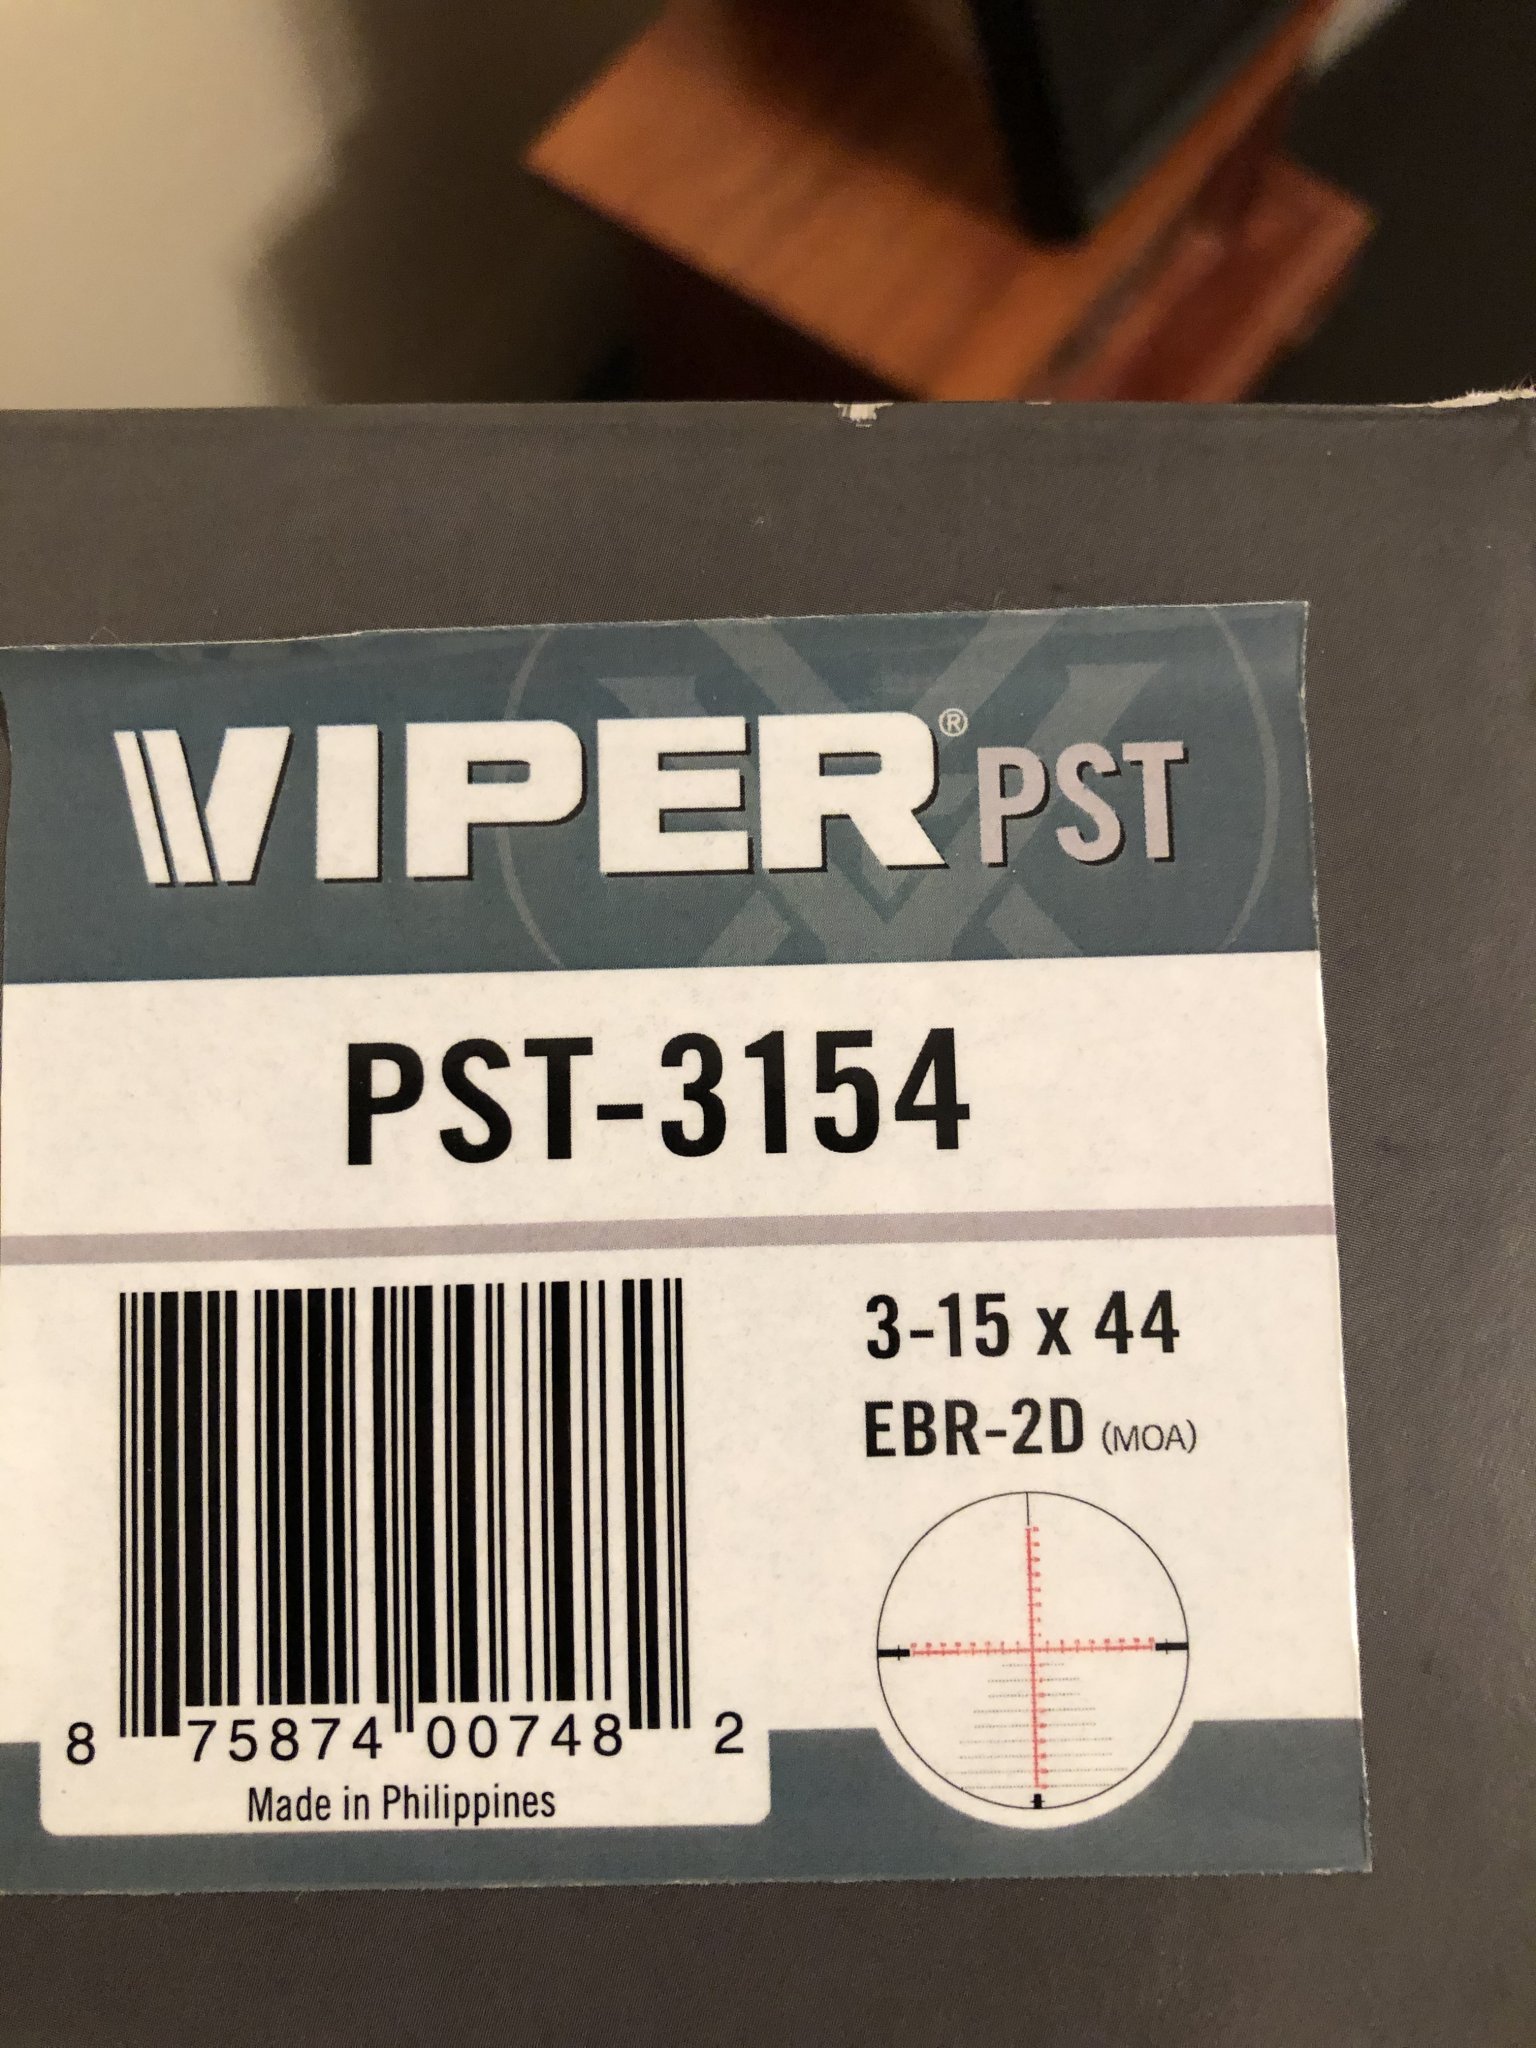 VIPER® PST
PST-3154
3-15 x 44
EBR-2D (MOA)
8 75874 00748 2
Made in Philippines